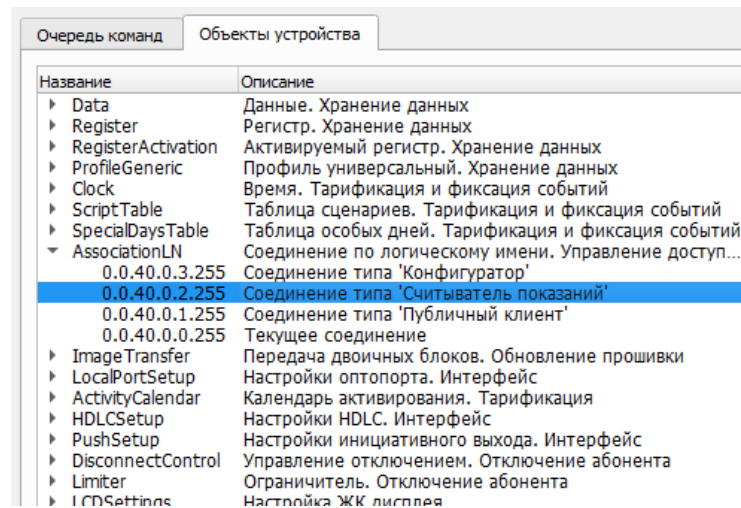 Очередь команд Объекты устройства
Название Описание
Data Данные. Хранение данных
Register Регистр. Хранение данных
RegisterActivation Активируемый регистр. Хранение данных
ProfileGeneric Профиль универсальный. Хранение данных
Clock Время. Тарификация и фиксация событий
ScriptTable Таблица сценариев. Тарификация и фиксация событий
SpecialDaysTable Таблица особых дней. Тарификация и фиксация событий
AssociationLN Соединение по логическому имени. Управление доступ...
0.0.40.0.3.255 Соединение типа 'Конфигуратор'
0.0.40.0.2.255 Соединение типа 'Считыватель показаний'
0.0.40.0.1.255 Соединение типа 'Публичный клиент'
0.0.40.0.0.255 Текущее соединение
ImageTransfer Передача двоичных блоков. Обновление прошивки
LocalPortSetup Настройки оптопорта. Интерфейс
ActivityCalendar Календарь активирования. Тарификация
HDLCSetup Настройки HDLC. Интерфейс
PushSetup Настройки инициативного выхода. Интерфейс
DisconnectControl Управление отключением. Отключение абонента
Limiter Ограничитель. Отключение абонента
LCDSettings Настройка ЖК дисплея